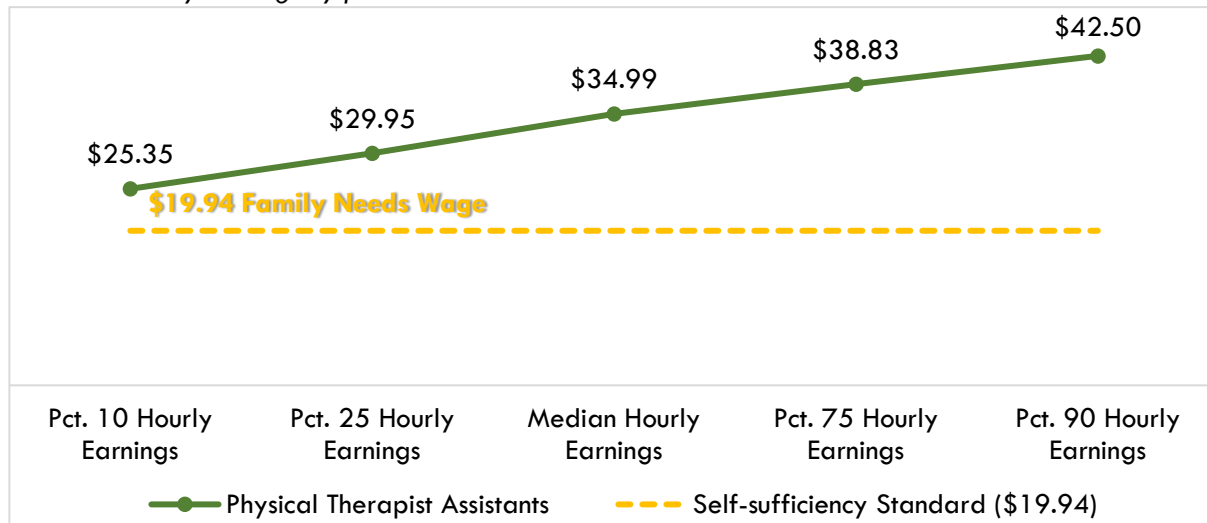 $42.50
$38.83
$34.99
$29.95
$25.35
$19.94 Family Needs Wage
Pct. 10 Hourly Earnings
Pct. 25 Hourly Earnings
Median Hourly Earnings
Pct. 75 Hourly Earnings
Pct. 90 Hourly Earnings
Physical Therapist Assistants
Self-sufficiency Standard ($19.94)